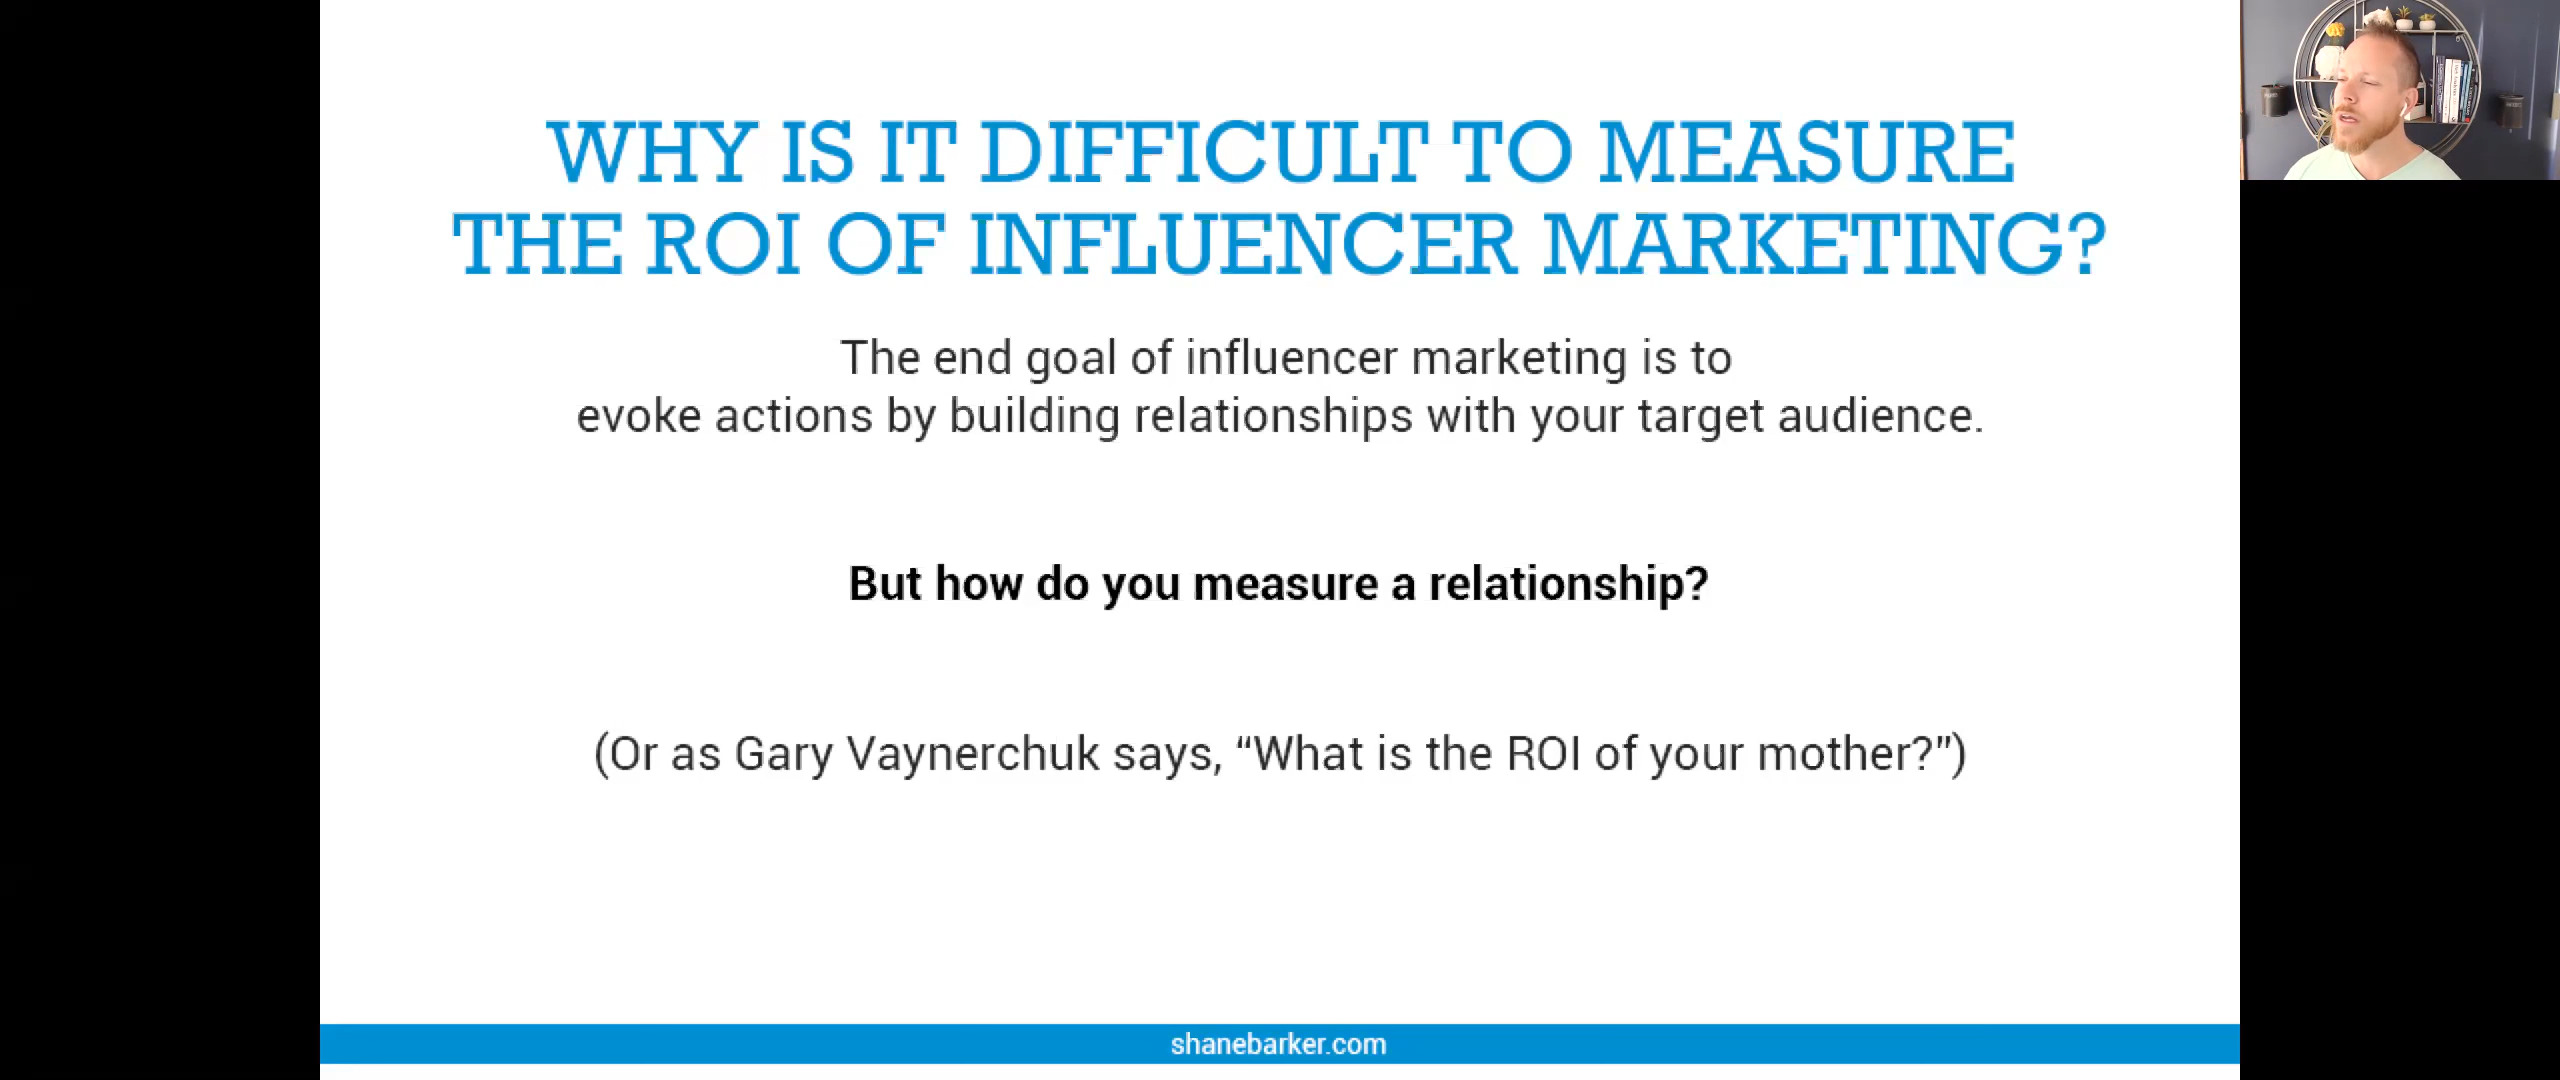 WHY IS IT DIFFICULT TO MEASURE
THE ROI OF INFLUENCER MARKETING?
The end goal of influencer marketing is to
evoke actions by building relationships with your target audience.
But how do you measure a relationship?
(Or as Gary Vaynerchuk says, “What is the ROI of your mother?”)
shanebarker.com